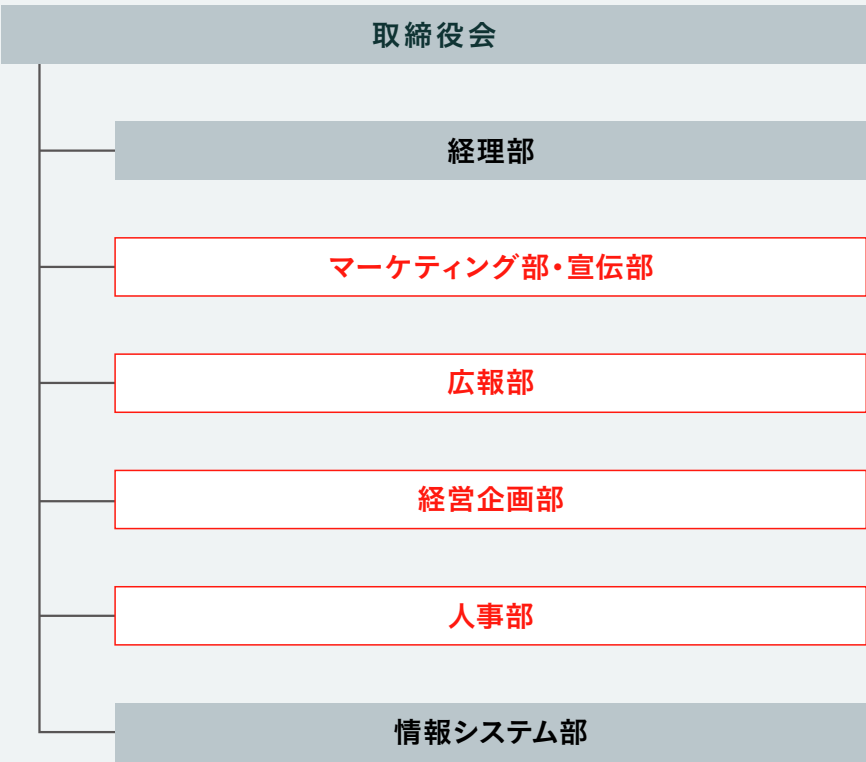 取締役会
経理部
マーケティング部・宣伝部
広報部
経営企画部
人事部
情報システム部